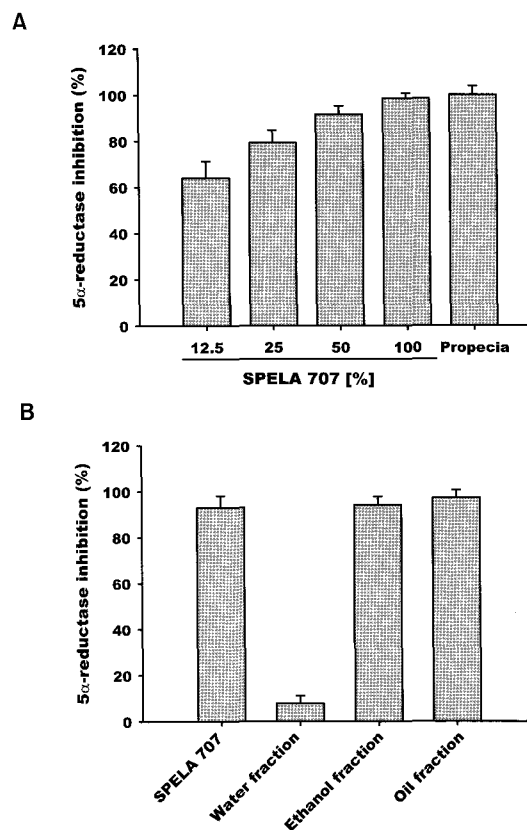 A
5α-reductase inhibition (%)
120
100
80
60
40
20
0
12.5 25 50 100 Propecia
SPELA 707 [%]
B
5α-reductase inhibition (%)
120
100
80
60
40
20
0
SPELA 707
Water fraction
Ethanol fraction
Oil fraction